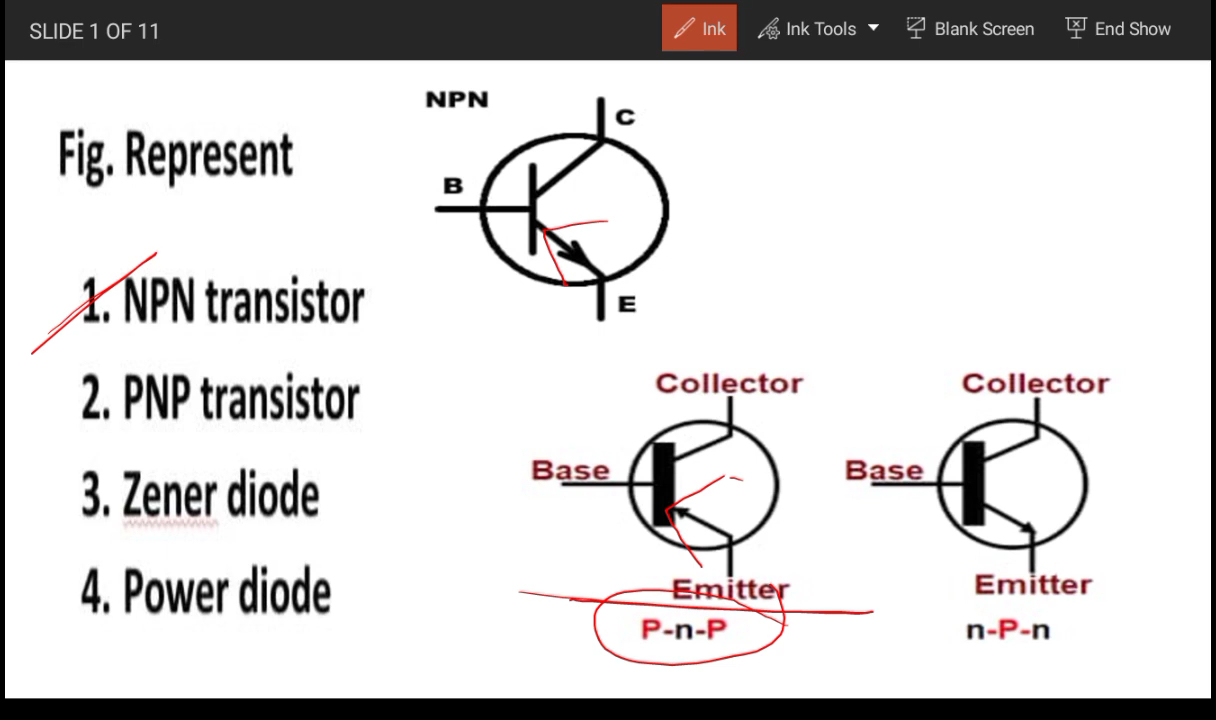 SLIDE 1 OF 11
Ink
Ink Tools
Blank Screen
End Show
Fig. Represent
1. NPN transistor
2. PNP transistor
3. Zener diode
4. Power diode
NPN
C
B
E
Collector
Base
Emitter
P-n-P
Collector
Base
Emitter
n-P-n